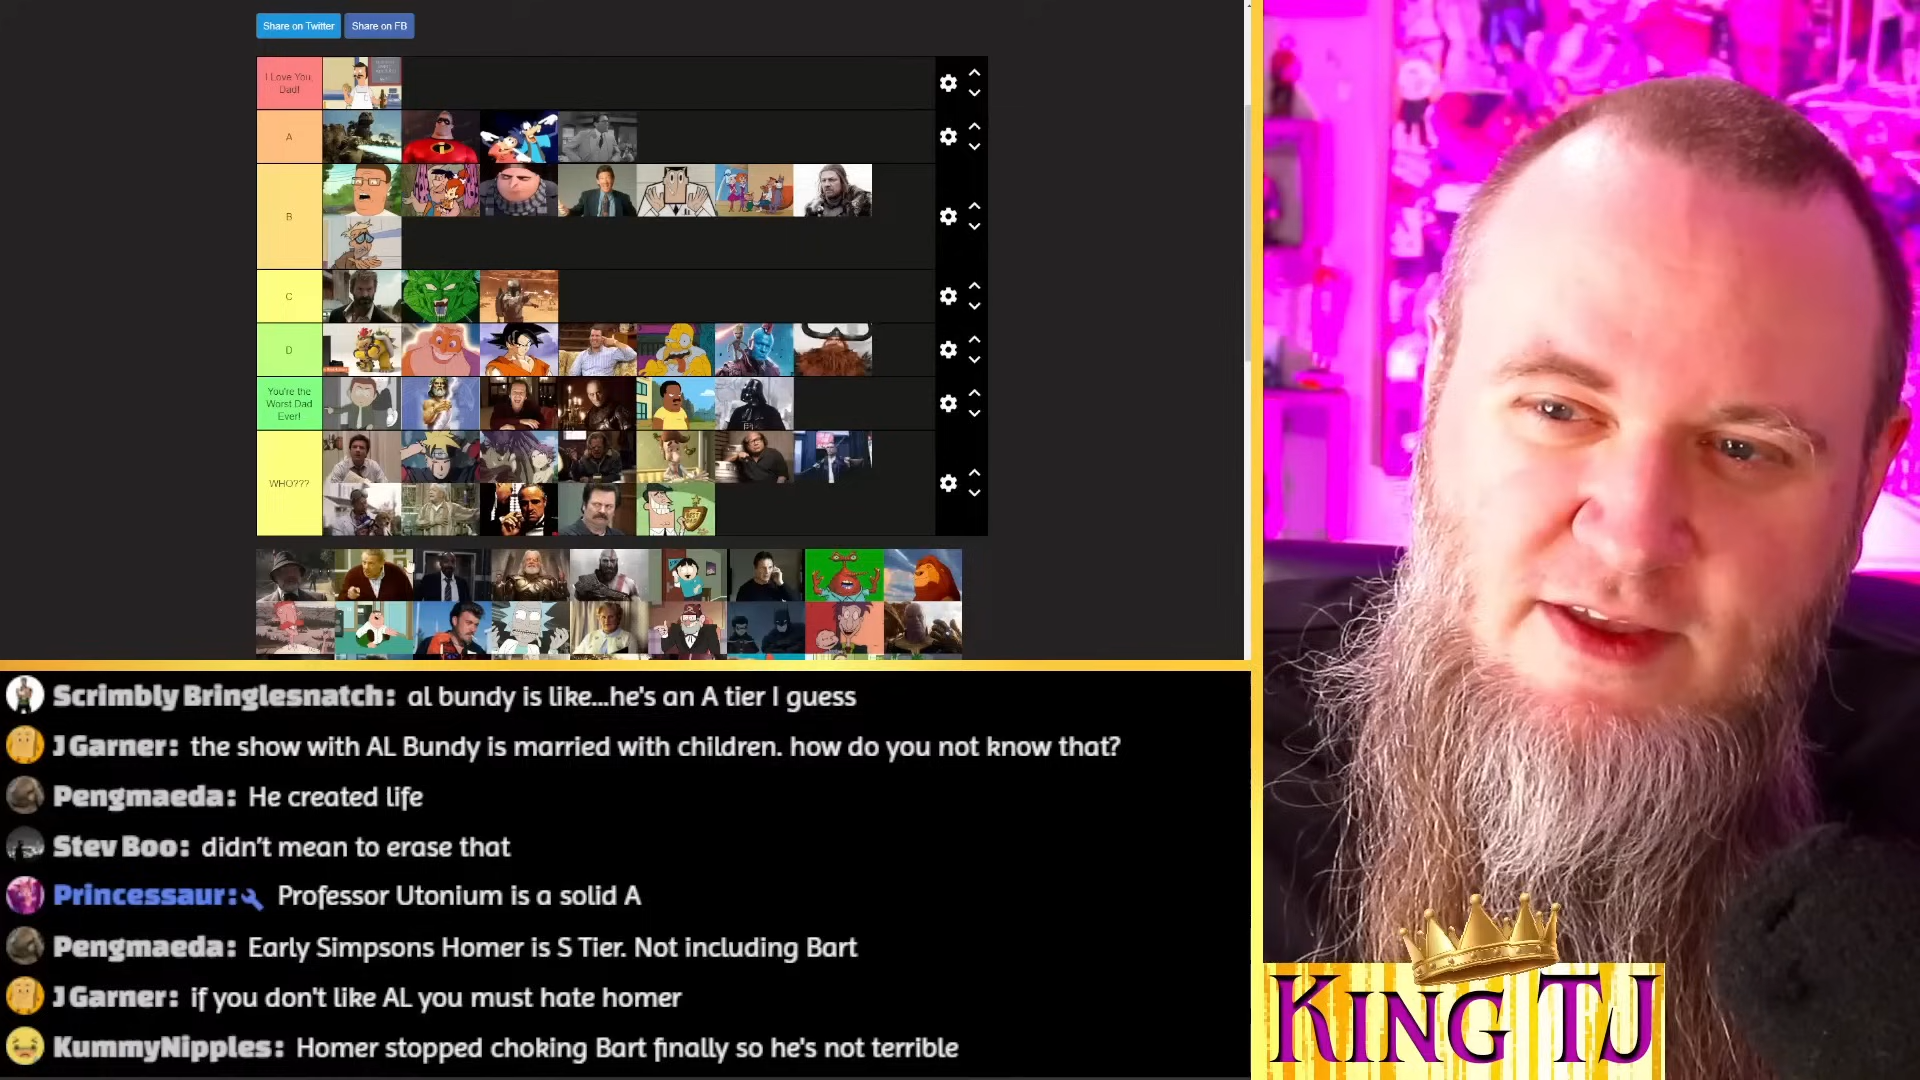 Share on Twitter Share on FB
I Love You,
Dad!
A
B
C
D
You're the
Worst Dad
Ever!
WHO???
Scrimbly Bringlesnatch: al bundy is like...he's an A tier I guess
J Garner: the show with AL Bundy is married with children. how do you not know that?
Pengmaeda: He created life
Stev Boo: didn't mean to erase that
Princessaur: Professor Utonium is a solid A
Pengmaeda: Early Simpsons Homer is S Tier. Not including Bart
J Garner: if you don't like AL you must hate homer
KummyNipples: Homer stopped choking Bart finally so he's not terrible
KING TJ